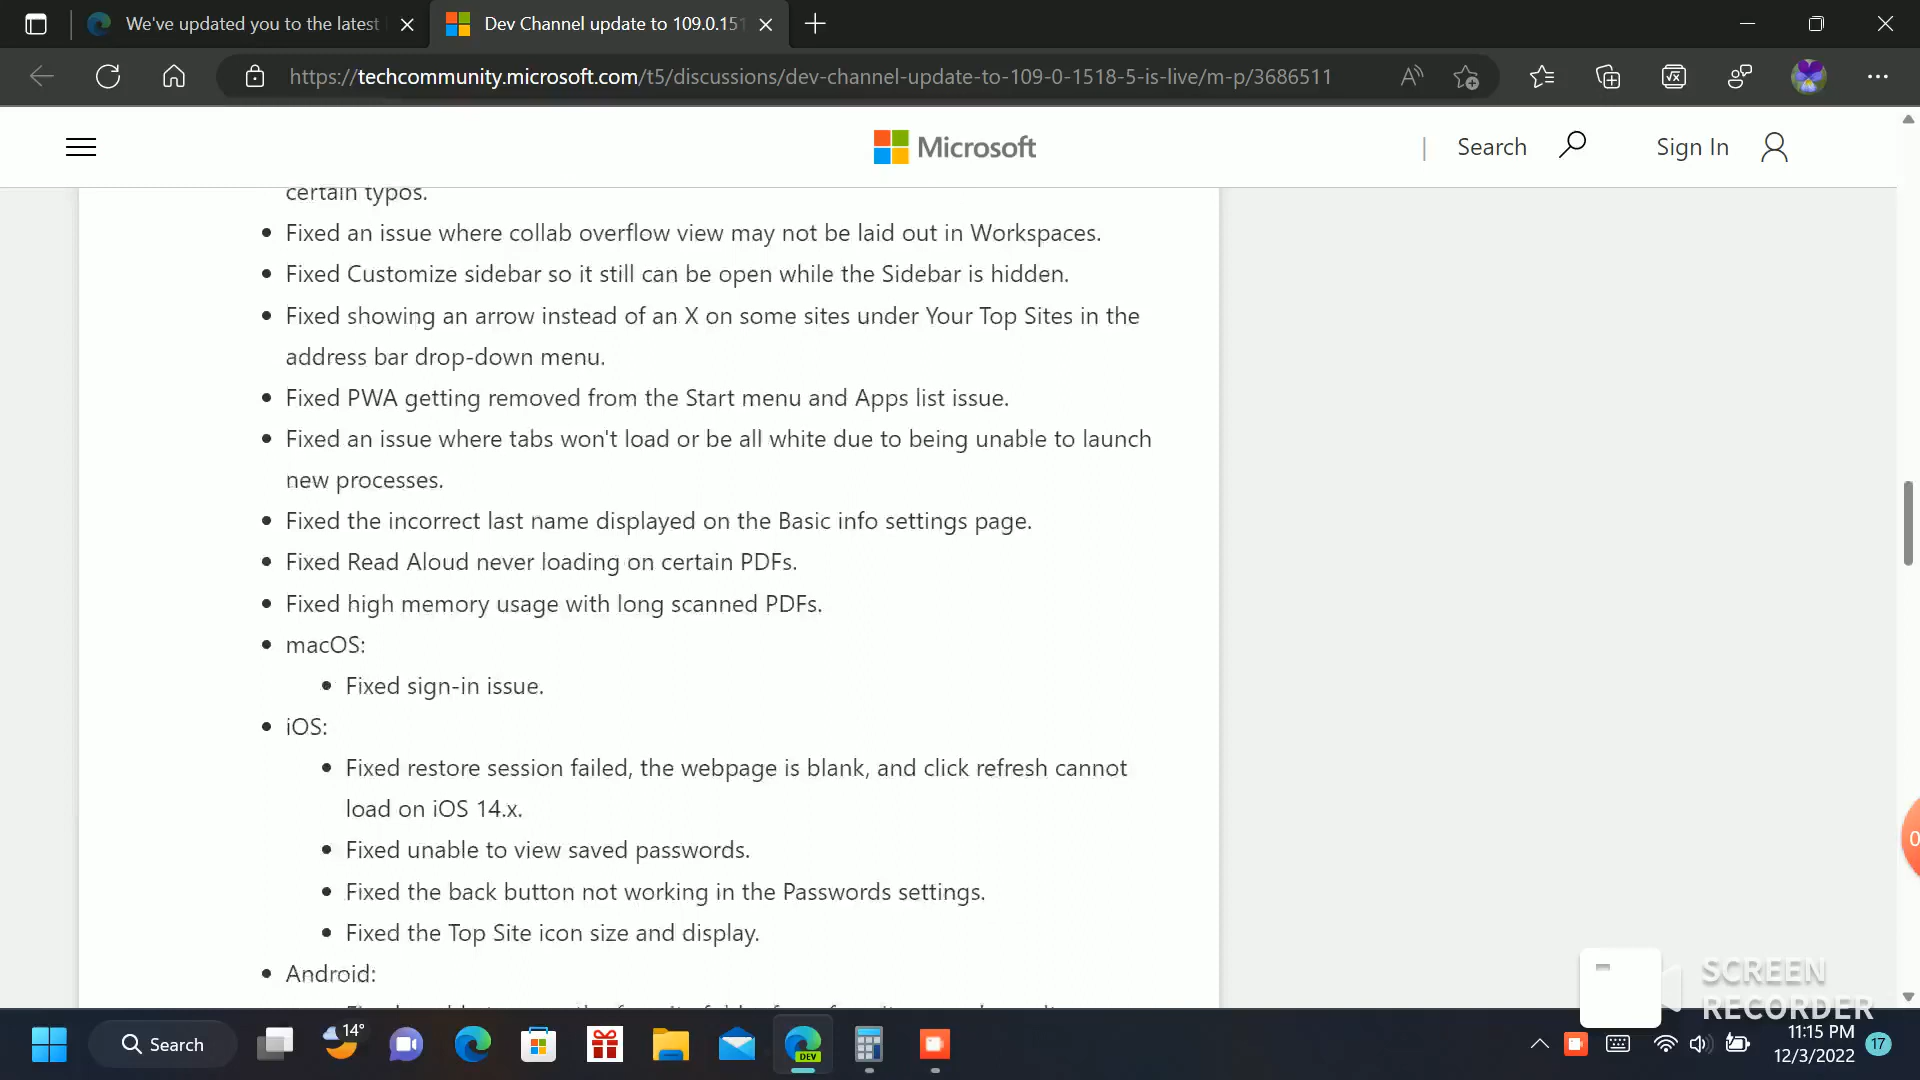 We've updated you to the latest
Dev Channel update to 109.0.151
https://techcommunity.microsoft.com/t5/discussions/dev-channel-update-to-109-0-1518-5-is-live/m-p/3686511
Microsoft
| Search
Sign In
certain typos.
• Fixed an issue where collab overflow view may not be laid out in Workspaces.
• Fixed Customize sidebar so it still can be open while the Sidebar is hidden.
• Fixed showing an arrow instead of an X on some sites under Your Top Sites in the
address bar drop-down menu.
• Fixed PWA getting removed from the Start menu and Apps list issue.
• Fixed an issue where tabs won't load or be all white due to being unable to launch
new processes.
• Fixed the incorrect last name displayed on the Basic info settings page.
• Fixed Read Aloud never loading on certain PDFs.
• Fixed high memory usage with long scanned PDFs.
• macOS:
• Fixed sign-in issue.
• iOS:
• Fixed restore session failed, the webpage is blank, and click refresh cannot
load on iOS 14.x.
• Fixed unable to view saved passwords.
• Fixed the back button not working in the Passwords settings.
• Fixed the Top Site icon size and display.
• Android:
0
SCREEN
RECORDER
Search
14°
DEV
11:15 PM
12/3/2022
17